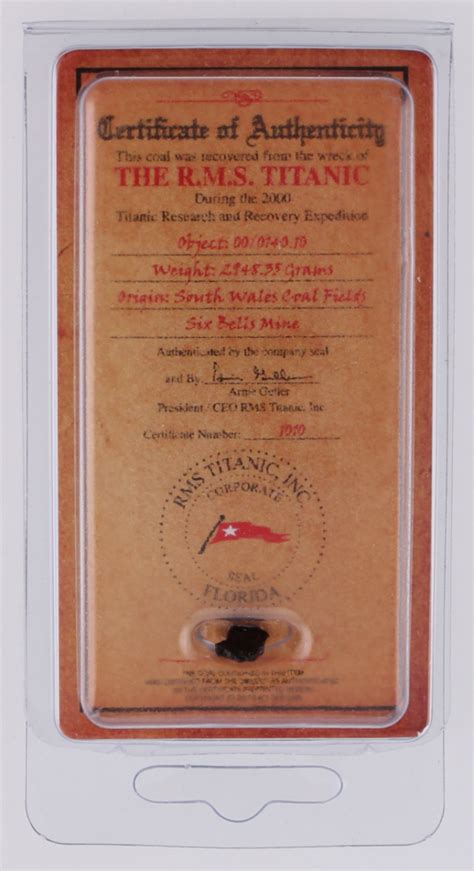 Certificate of Authenticity
This coal was recovered from the wreck of
THE R.M.S. TITANIC
During the 2000
Titanic Research and Recovery Expedition
Object: 00/0140.10
Weight: 2948.35 Grams
Origin: South Wales Coal Fields
Six Bells Mine
Authenticated by the company seal
and By
Arnie Geller
President / CEO RMS Titanic, Inc.
Certificate Number: 1010
RMS TITANIC, INC
CORPORATE
SEAL
FLORIDA